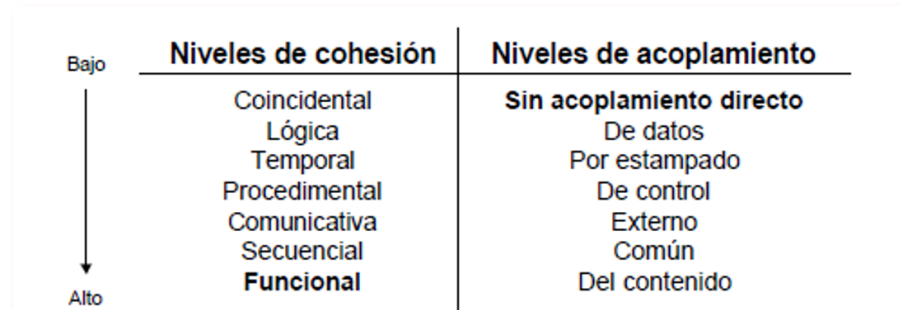 Niveles de cohesión Niveles de acoplamiento
Bajo
Coincidental Sin acoplamiento directo
Lógica De datos
Temporal Por estampado
Procedimental De control
Comunicativa Externo
Secuencial Común
Funcional Del contenido
Alto